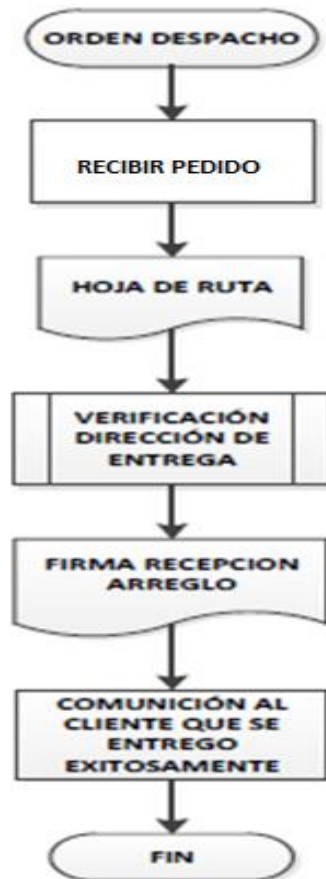 ORDEN DESPACHO
RECIBIR PEDIDO
HOJA DE RUTA
VERIFICACIÓN
DIRECCIÓN DE
ENTREGA
FIRMA RECEPCION
ARREGLO
COMUNICIÓN AL
CLIENTE QUE SE
ENTREGO
EXITOSAMENTE
FIN